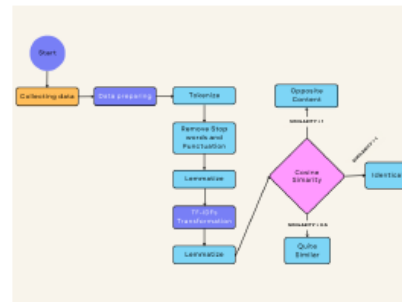 Start
Collecting data
Data preparing
Tokenize
Remove Stop
words and
Punctuation
Lemmatize
TF-IDFs
Transformation
Lemmatize
Opposite
Content
Cosine
Simarity
Identica
Quite
Similar